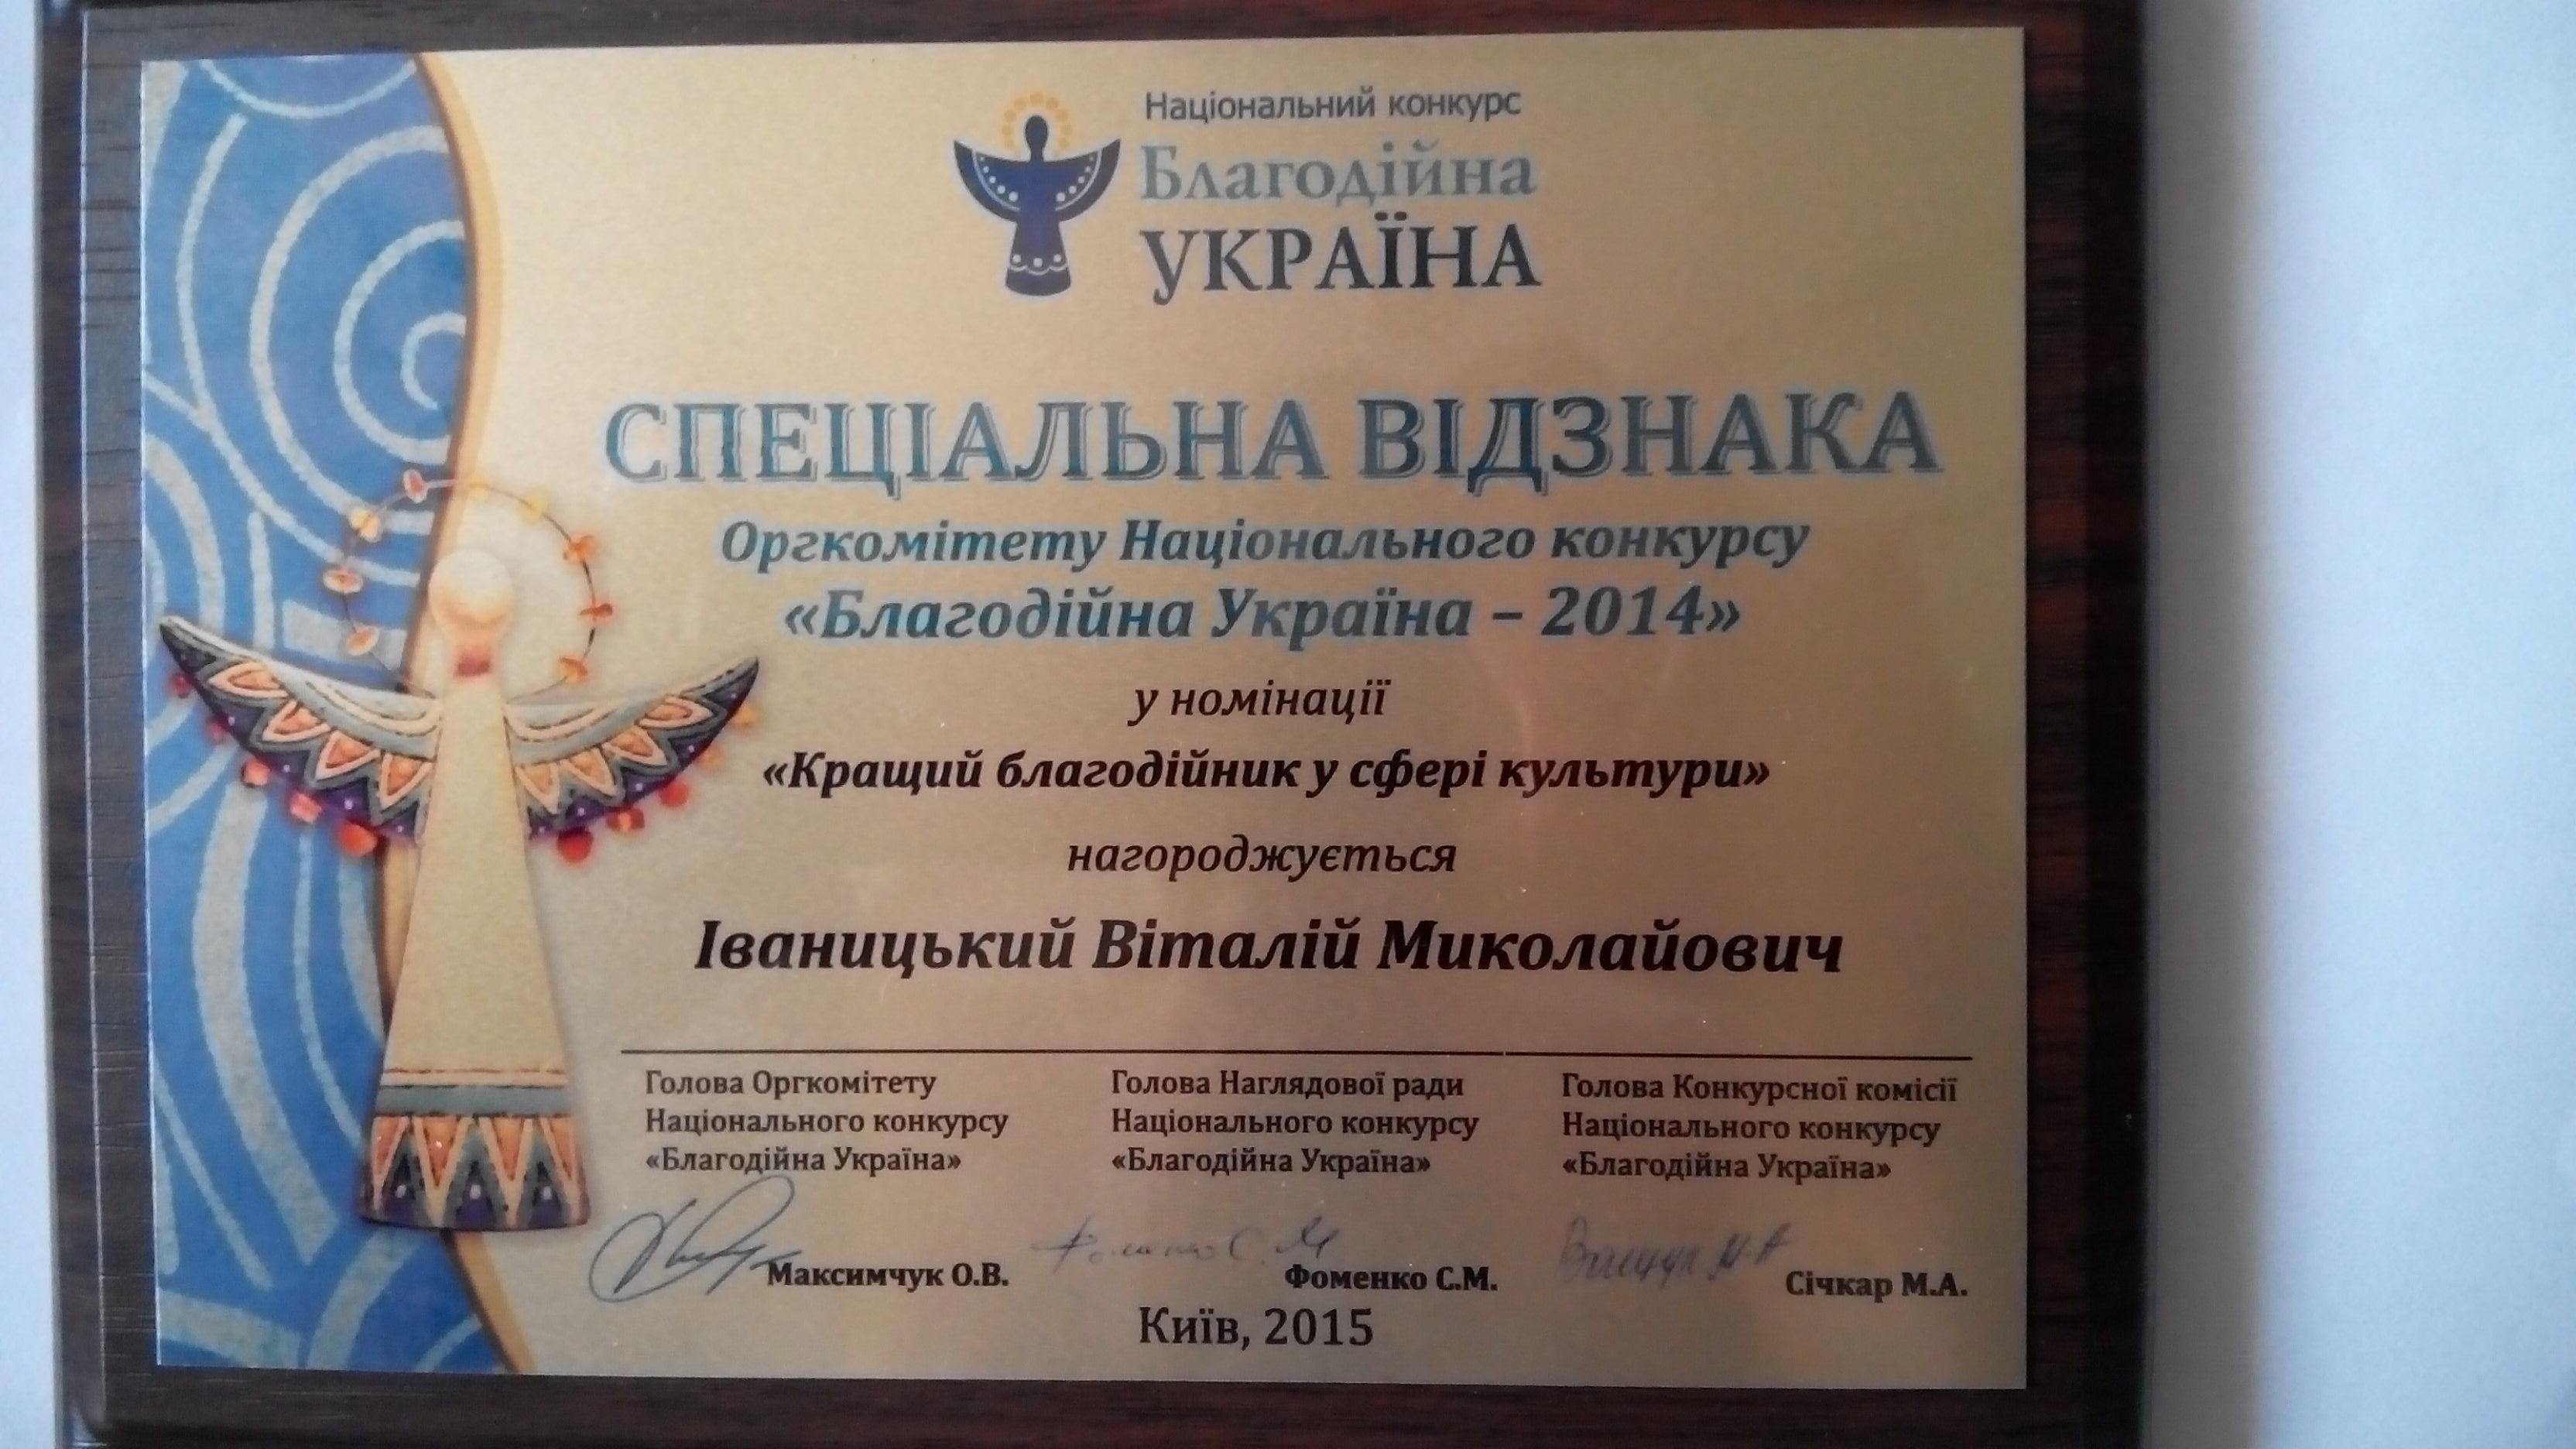 Національний конкурс
Благодійна
УКРАЇНА
СПЕЦІАЛЬНА ВІДЗНАКА
Оргкомітету Національного конкурсу
«Благодійна Україна – 2014»
у номінації
«Кращий благодійник у сфері культури»
нагороджується
Іваницький Віталій Миколайович
Голова Оргкомітету
Національного конкурсу
«Благодійна Україна»
Максимчук О.В.
Голова Наглядової ради
Національного конкурсу
«Благодійна Україна»
Фоменко С.М.
Голова Конкурсної комісії
Національного конкурсу
«Благодійна Україна»
Січкар М.А.
Київ, 2015